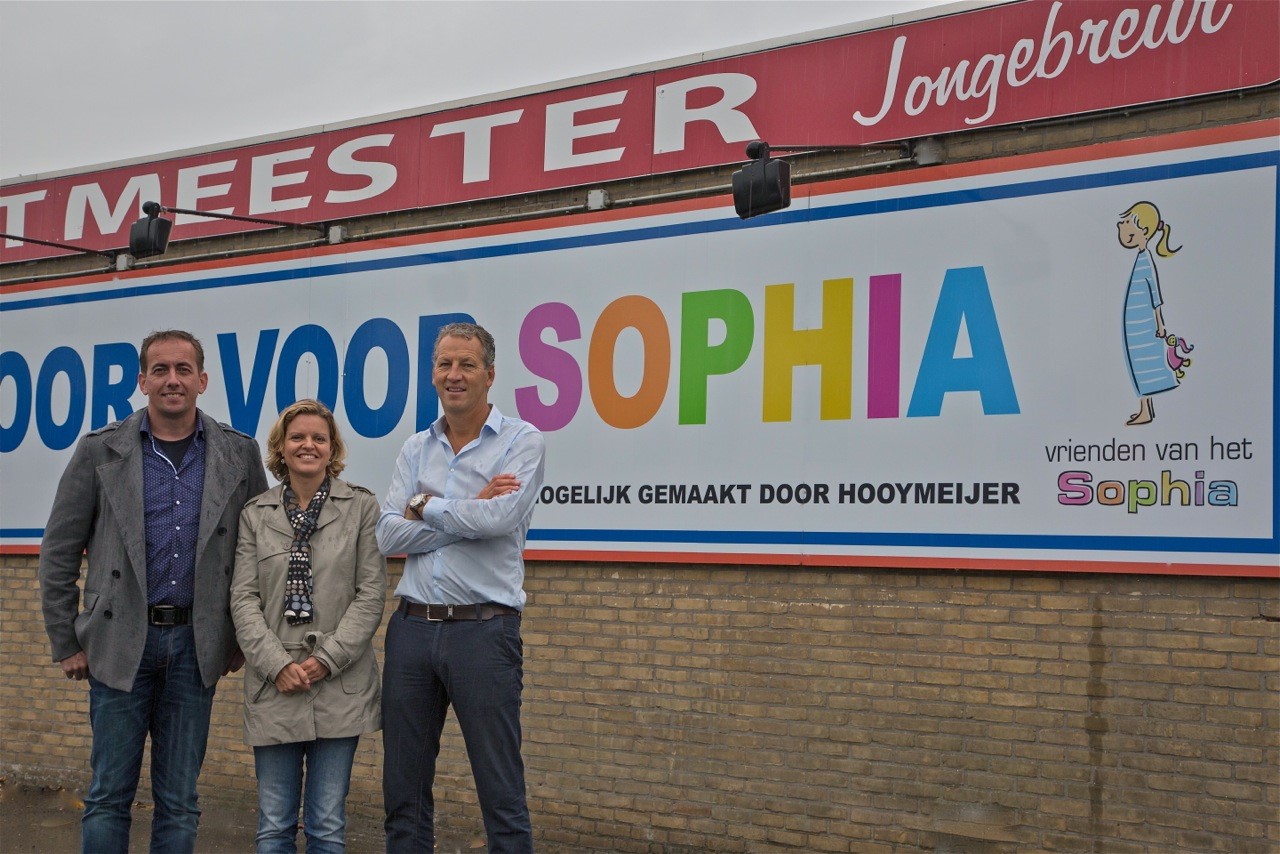 TMEESTER Jongebreur
OOR VOOR SOPHIA
OGELIJK GEMAAKT DOOR HOOYMEIJER
vrienden van het
Sophia